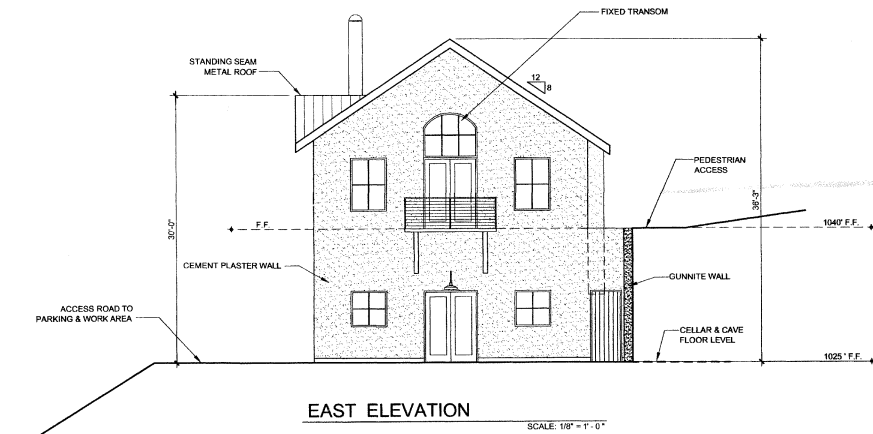 FIXED TRANSOM
STANDING SEAM
METAL ROOF
12
8
PEDESTRIAN
ACCESS
36'-3"
30'-0"
F.F.
1040' F.F.
CEMENT PLASTER WALL
GUNNITE WALL
ACCESS ROAD TO
PARKING & WORK AREA
CELLAR & CAVE
FLOOR LEVEL
1025 ' F.F.
EAST ELEVATION
SCALE: 1/8" = 1' - 0 "